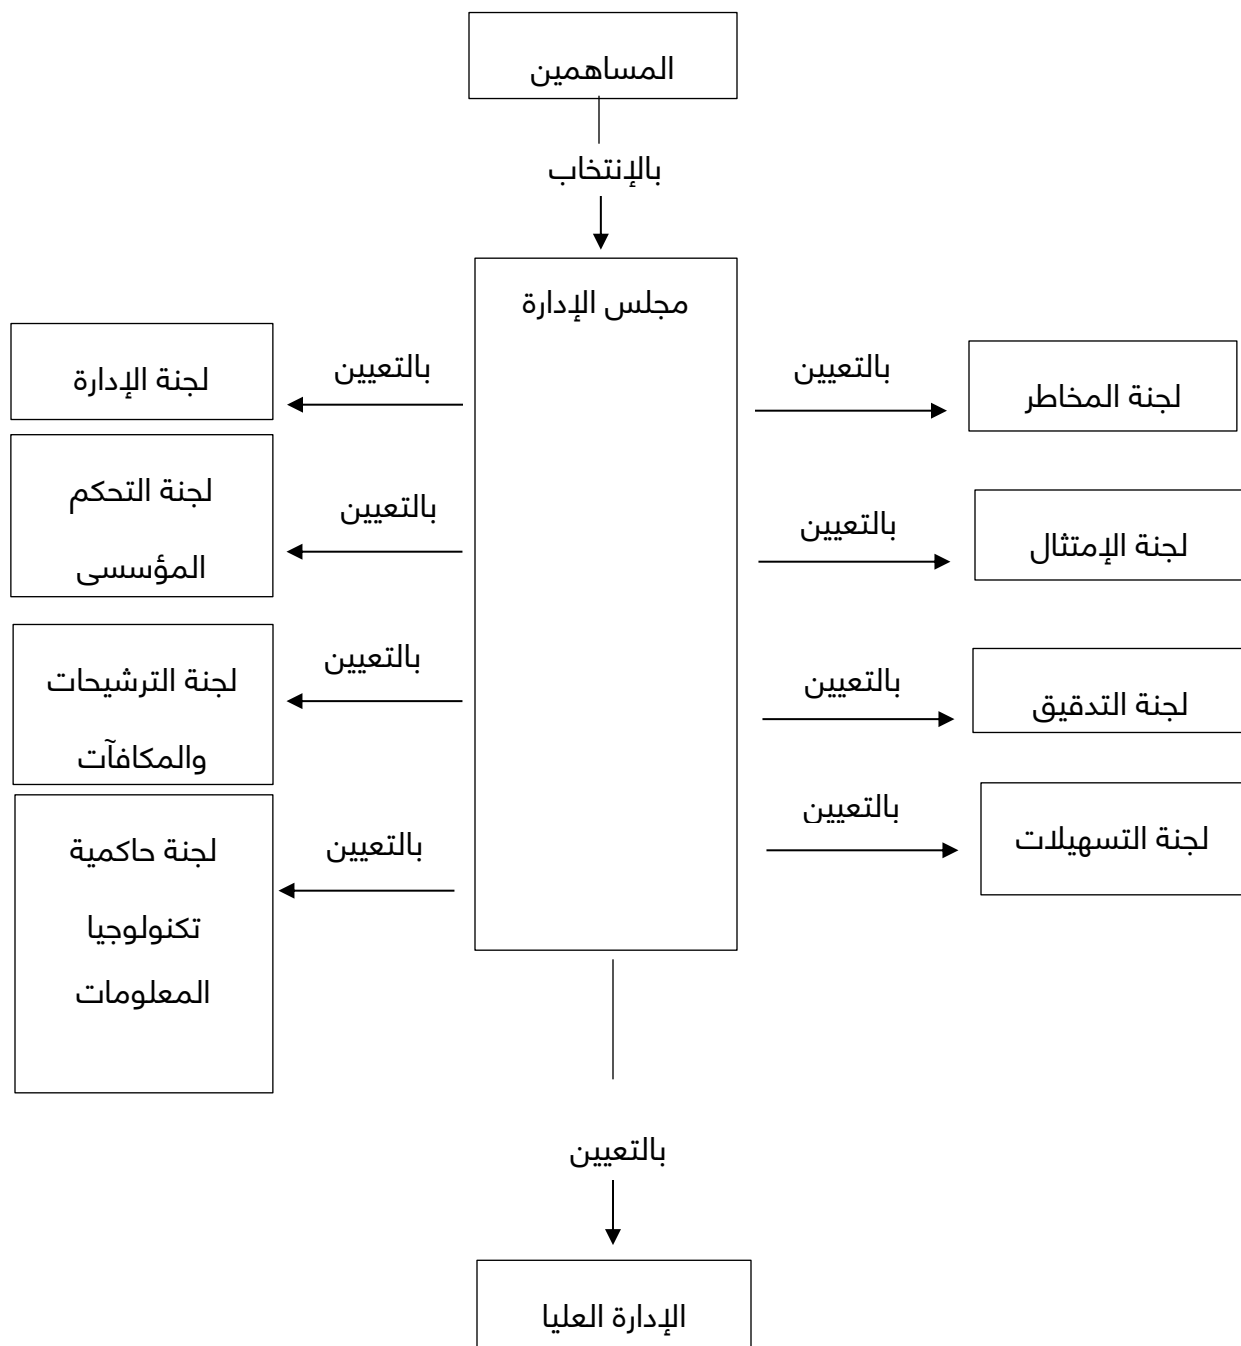 المساهمين
بالإنتخاب
مجلس الإدارة
بالتعيين
لجنة المخاطر
بالتعيين
لجنة الإدارة
بالتعيين
لجنة الإمتثال
بالتعيين
لجنة التحكم
المؤسسى
بالتعيين
لجنة التدقيق
بالتعيين
لجنة الترشيحات
والمكافآت
بالتعيين
لجنة التسهيلات
بالتعيين
لجنة حاكمية
تكنولوجيا
المعلومات
بالتعيين
الإدارة العليا